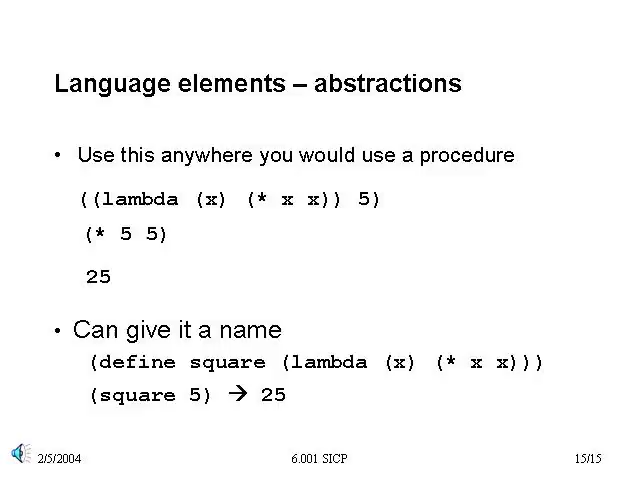 Language elements – abstractions
• Use this anywhere you would use a procedure
((lambda (x) (* x x)) 5)
(* 5 5)
25
• Can give it a name
(define square (lambda (x) (* x x)))
(square 5) → 25
2/5/2004 6.001 SICP 15/15